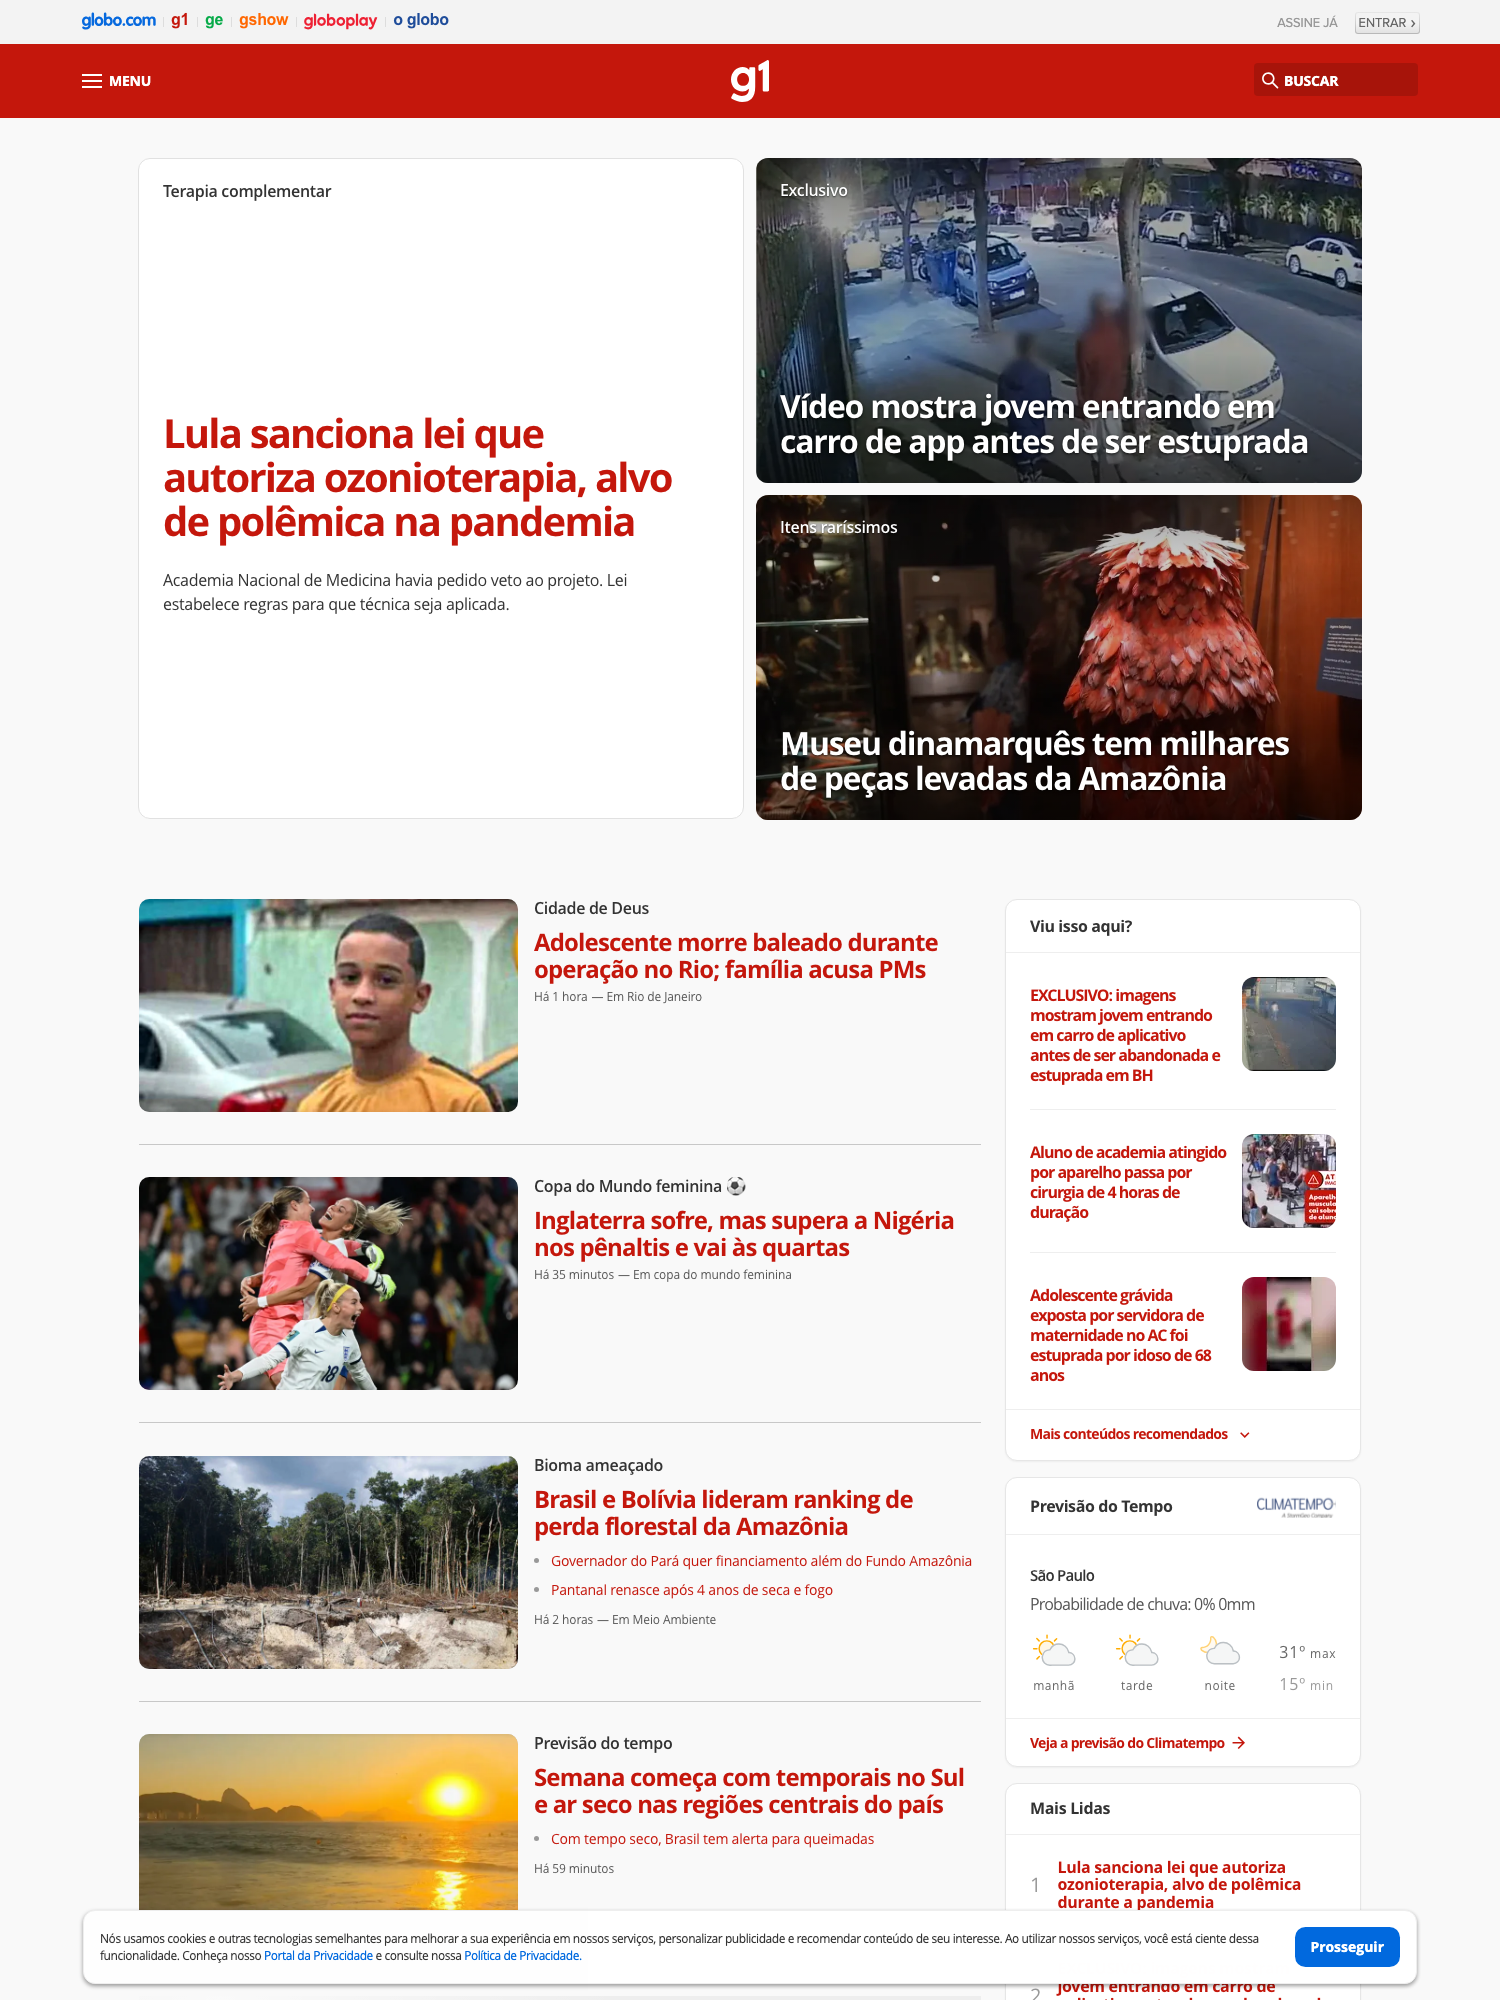 globo.com g1 ge gshow globoplay o globo
ASSINE JÁ
ENTRAR ›
MENU
g1
BUSCAR
Terapia complementar
Lula sanciona lei que
autoriza ozonioterapia, alvo
de polêmica na pandemia
Academia Nacional de Medicina havia pedido veto ao projeto. Lei
estabelece regras para que técnica seja aplicada.
Exclusivo
Vídeo mostra jovem entrando em
carro de app antes de ser estuprada
Itens raríssimos
Museu dinamarquês tem milhares
de peças levadas da Amazônia
Cidade de Deus
Adolescente morre baleado durante
operação no Rio; família acusa PMs
Há 1 hora — Em Rio de Janeiro
Copa do Mundo feminina ⚽
Inglaterra sofre, mas supera a Nigéria
nos pênaltis e vai às quartas
Há 35 minutos — Em copa do mundo feminina
18
Bioma ameaçado
Brasil e Bolívia lideram ranking de
perda florestal da Amazônia
• Governador do Pará quer financiamento além do Fundo Amazônia
• Pantanal renasce após 4 anos de seca e fogo
Há 2 horas — Em Meio Ambiente
Previsão do tempo
Semana começa com temporais no Sul
e ar seco nas regiões centrais do país
• Com tempo seco, Brasil tem alerta para queimadas
Há 59 minutos
Viu isso aqui?
EXCLUSIVO: imagens
mostram jovem entrando
em carro de aplicativo
antes de ser abandonada e
estuprada em BH
Aluno de academia atingido
por aparelho passa por
cirurgia de 4 horas de
duração
Adolescente grávida
exposta por servidora de
maternidade no AC foi
estuprada por idoso de 68
anos
Mais conteúdos recomendados
Previsão do Tempo
CLIMATEMPO
A StormGeo Company
São Paulo
Probabilidade de chuva: 0% 0mm
manhã
tarde
noite
31° max
15° min
Veja a previsão do Climatempo
Mais Lidas
1
Lula sanciona lei que autoriza
ozonioterapia, alvo de polêmica
durante a pandemia
2
jovem entrando em carro de
Nós usamos cookies e outras tecnologias semelhantes para melhorar a sua experiência em nossos serviços, personalizar publicidade e recomendar conteúdo de seu interesse. Ao utilizar nossos serviços, você está ciente dessa
funcionalidade. Conheça nosso Portal da Privacidade e consulte nossa Política de Privacidade.
Prosseguir